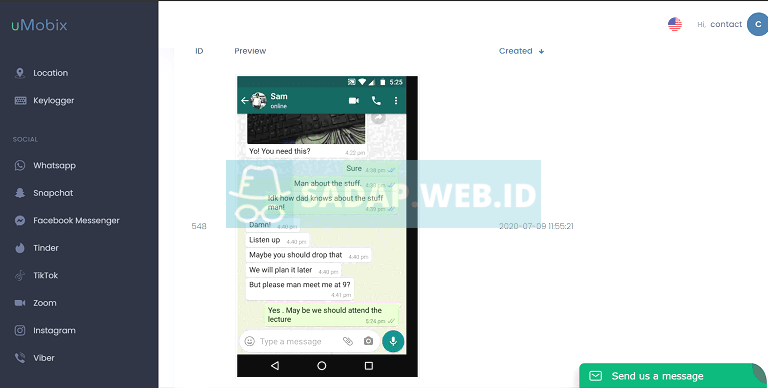 uMobix
Hi, contact
C
ID Preview Created ↓
Location
Keylogger
SOCIAL
Whatsapp
Snapchat
Facebook Messenger
Tinder
TikTok
Zoom
Instagram
Viber
5:25
Sam
online
Yo! You need this?
4:22 pm
Sure
4:38 pm
Man about the stuff.
4:39 pm
Idk how dad knows about the stuff
man!
4:39 pm
SADAP.WEB.ID
548
2020-07-09 11:55:21
Damn!
4:40 pm
Listen up
4:40 pm
Maybe you should drop that
4:40 pm
We will plan it later
4:40 pm
But please man meet me at 9?
4:41 pm
Yes . May be we should attend the
lecture
5:24 pm
Type a message
Send us a message